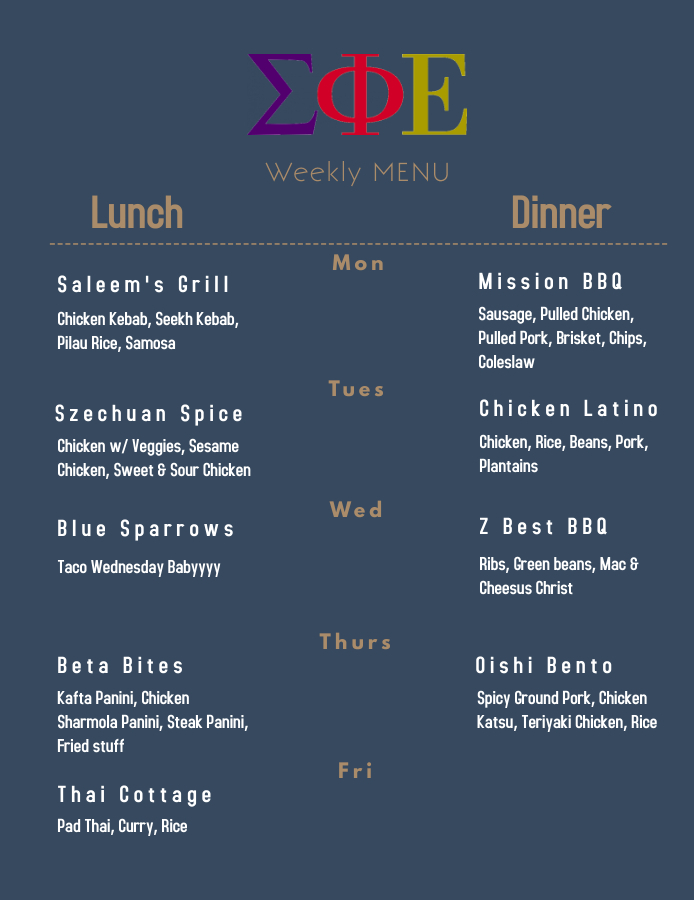 ΣΦΕ
Weekly MENU
Lunch
Dinner
Mon
Saleem's Grill
Chicken Kebab, Seekh Kebab,
Pilau Rice, Samosa
Mission BBQ
Sausage, Pulled Chicken,
Pulled Pork, Brisket, Chips,
Coleslaw
Tues
Szechuan Spice
Chicken w/ Veggies, Sesame
Chicken, Sweet & Sour Chicken
Chicken Latino
Chicken, Rice, Beans, Pork,
Plantains
Wed
Blue Sparrows
Taco Wednesday Babyyyy
Z Best BBQ
Ribs, Green beans, Mac &
Cheesus Christ
Thurs
Beta Bites
Kafta Panini, Chicken
Sharmola Panini, Steak Panini,
Fried stuff
Oishi Bento
Spicy Ground Pork, Chicken
Katsu, Teriyaki Chicken, Rice
Fri
Thai Cottage
Pad Thai, Curry, Rice